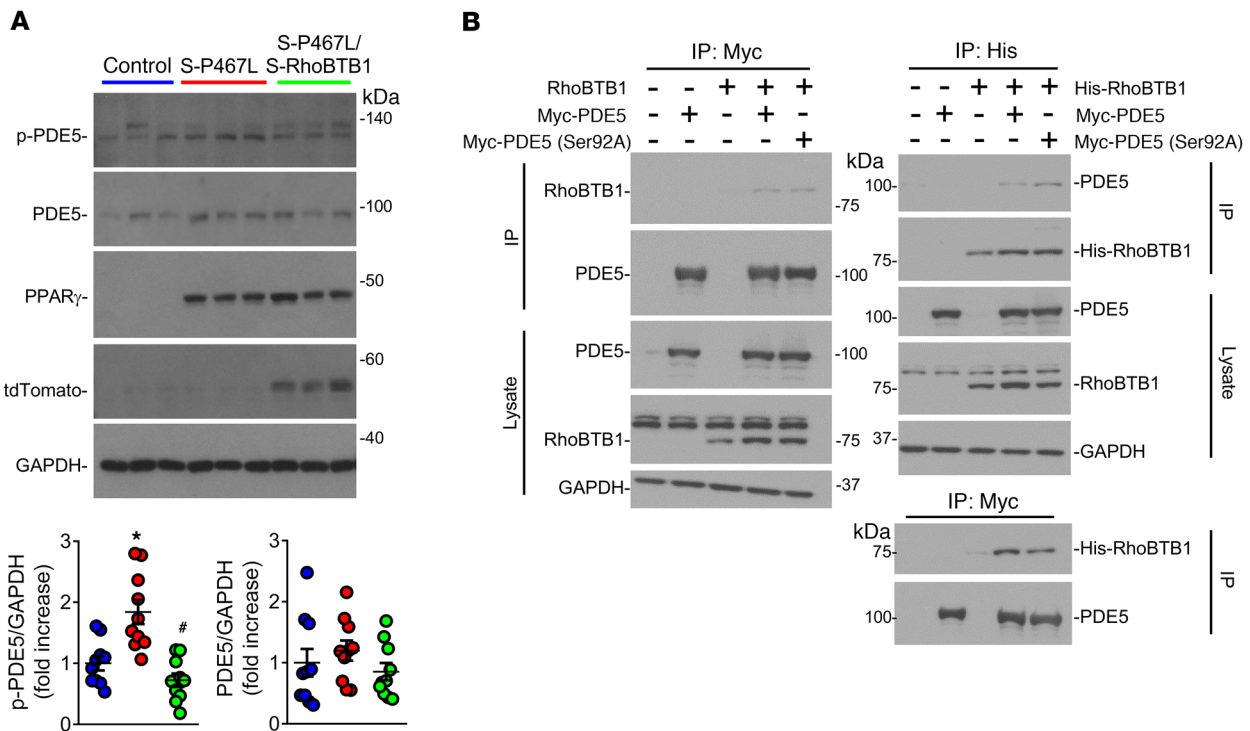 A
Control
S-P467L
S-P467L/
S-RhoBTB1
kDa
p-PDE5-
-140
PDE5-
-100
PPARγ-
-50
tdTomato-
-60
GAPDH-
-40
p-PDE5/GAPDH
(fold increase)
3
2
1
0
*
#
PDE5/GAPDH
(fold increase)
3
2
1
0
B
IP: Myc
RhoBTB1 - - + + +
Myc-PDE5 - + - + -
Myc-PDE5 (Ser92A) - - - - +
kDa
IP
RhoBTB1-
-75
PDE5-
-100
Lysate
PDE5-
-100
RhoBTB1-
-75
GAPDH-
-37
IP: His
- - + + + His-RhoBTB1
- + - + - Myc-PDE5
- - - - + Myc-PDE5 (Ser92A)
100- -PDE5
75- -His-RhoBTB1
IP
100- -PDE5
75- -RhoBTB1
37- -GAPDH
Lysate
IP: Myc
kDa
75- -His-RhoBTB1
100- -PDE5
IP